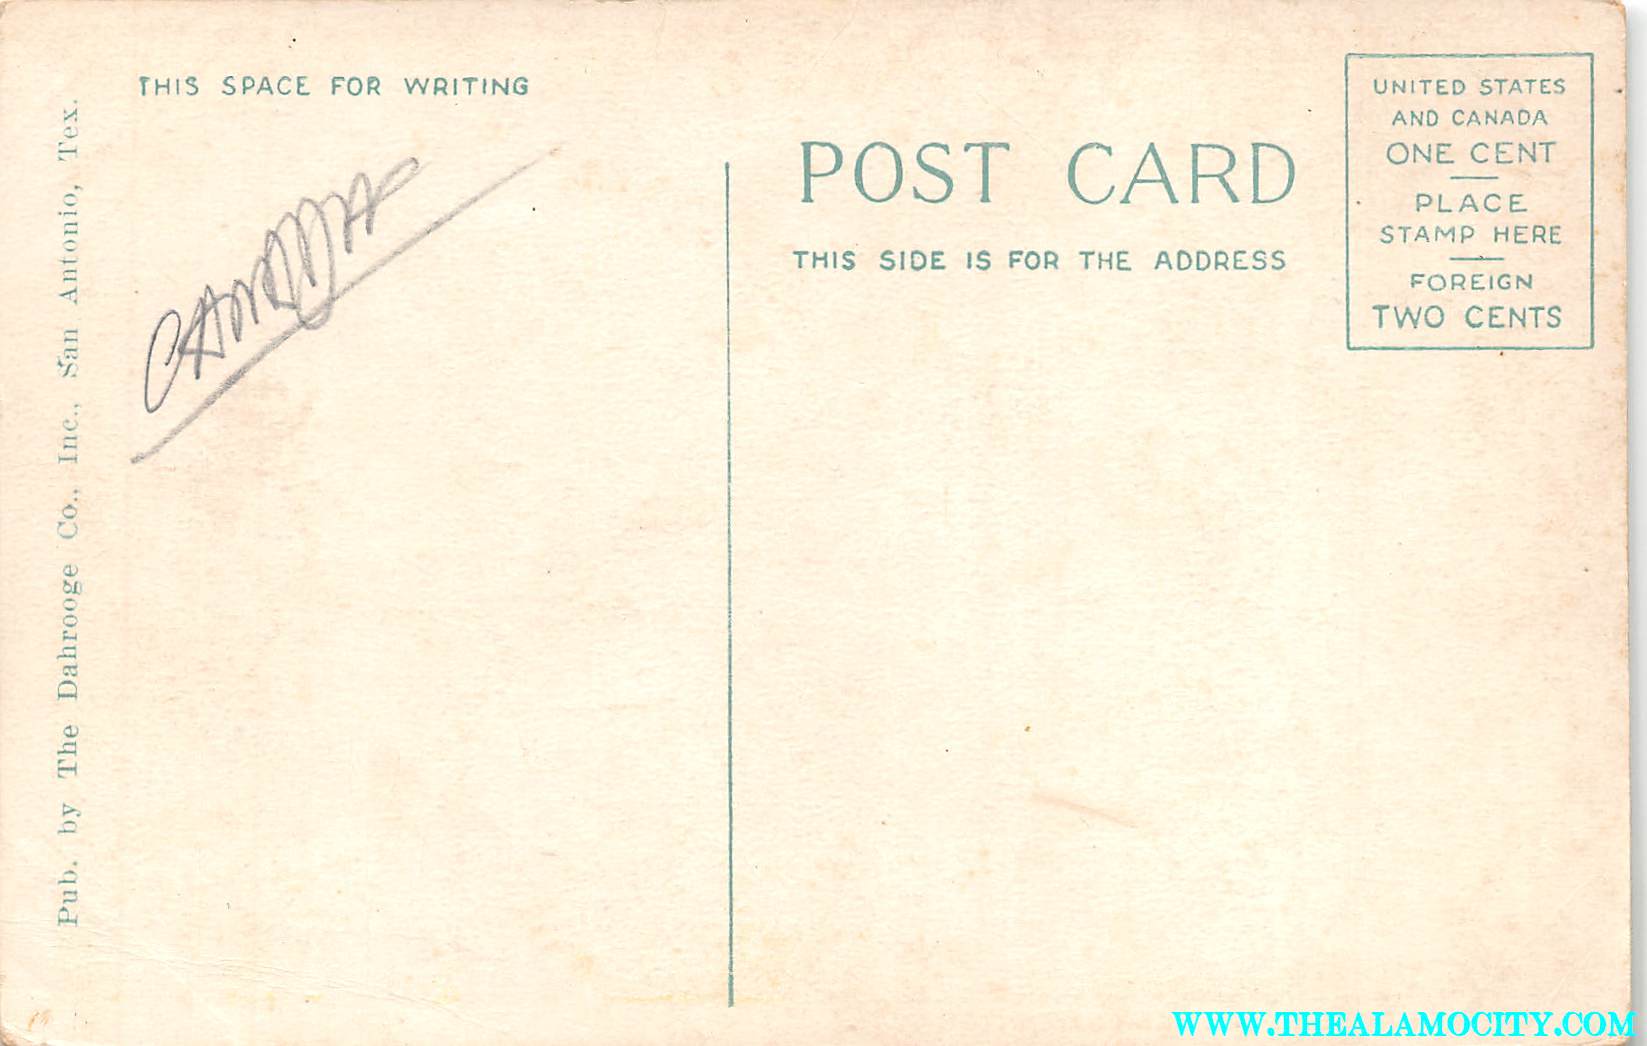 THIS SPACE FOR WRITING
POST CARD
THIS SIDE IS FOR THE ADDRESS
UNITED STATES
AND CANADA
ONE CENT
PLACE
STAMP HERE
FOREIGN
TWO CENTS
Pub. by The Dahrooge Co., Inc., San Antonio, Tex.
WWW.THEALAMOCITY.COM